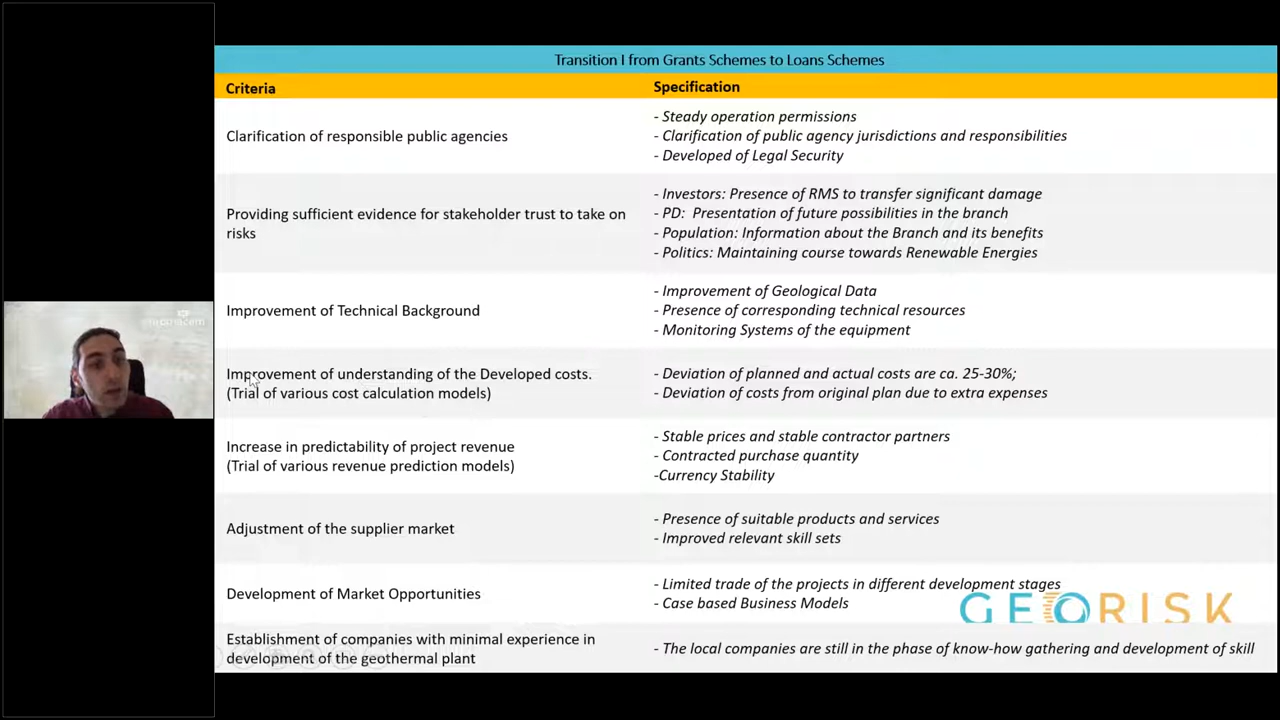 Transition I from Grants Schemes to Loans Schemes
Criteria
Specification
Clarification of responsible public agencies
- Steady operation permissions
- Clarification of public agency jurisdictions and responsibilities
- Developed of Legal Security
Providing sufficient evidence for stakeholder trust to take on
risks
- Investors: Presence of RMS to transfer significant damage
- PD: Presentation of future possibilities in the branch
- Population: Information about the Branch and its benefits
- Politics: Maintaining course towards Renewable Energies
Improvement of Technical Background
- Improvement of Geological Data
- Presence of corresponding technical resources
- Monitoring Systems of the equipment
Improvement of understanding of the Developed costs.
(Trial of various cost calculation models)
- Deviation of planned and actual costs are ca. 25-30%;
- Deviation of costs from original plan due to extra expenses
Increase in predictability of project revenue
(Trial of various revenue prediction models)
- Stable prices and stable contractor partners
- Contracted purchase quantity
-Currency Stability
Adjustment of the supplier market
- Presence of suitable products and services
- Improved relevant skill sets
Development of Market Opportunities
- Limited trade of the projects in different development stages
- Case based Business Models
GEORISK
Establishment of companies with minimal experience in
development of the geothermal plant
- The local companies are still in the phase of know-how gathering and development of skill